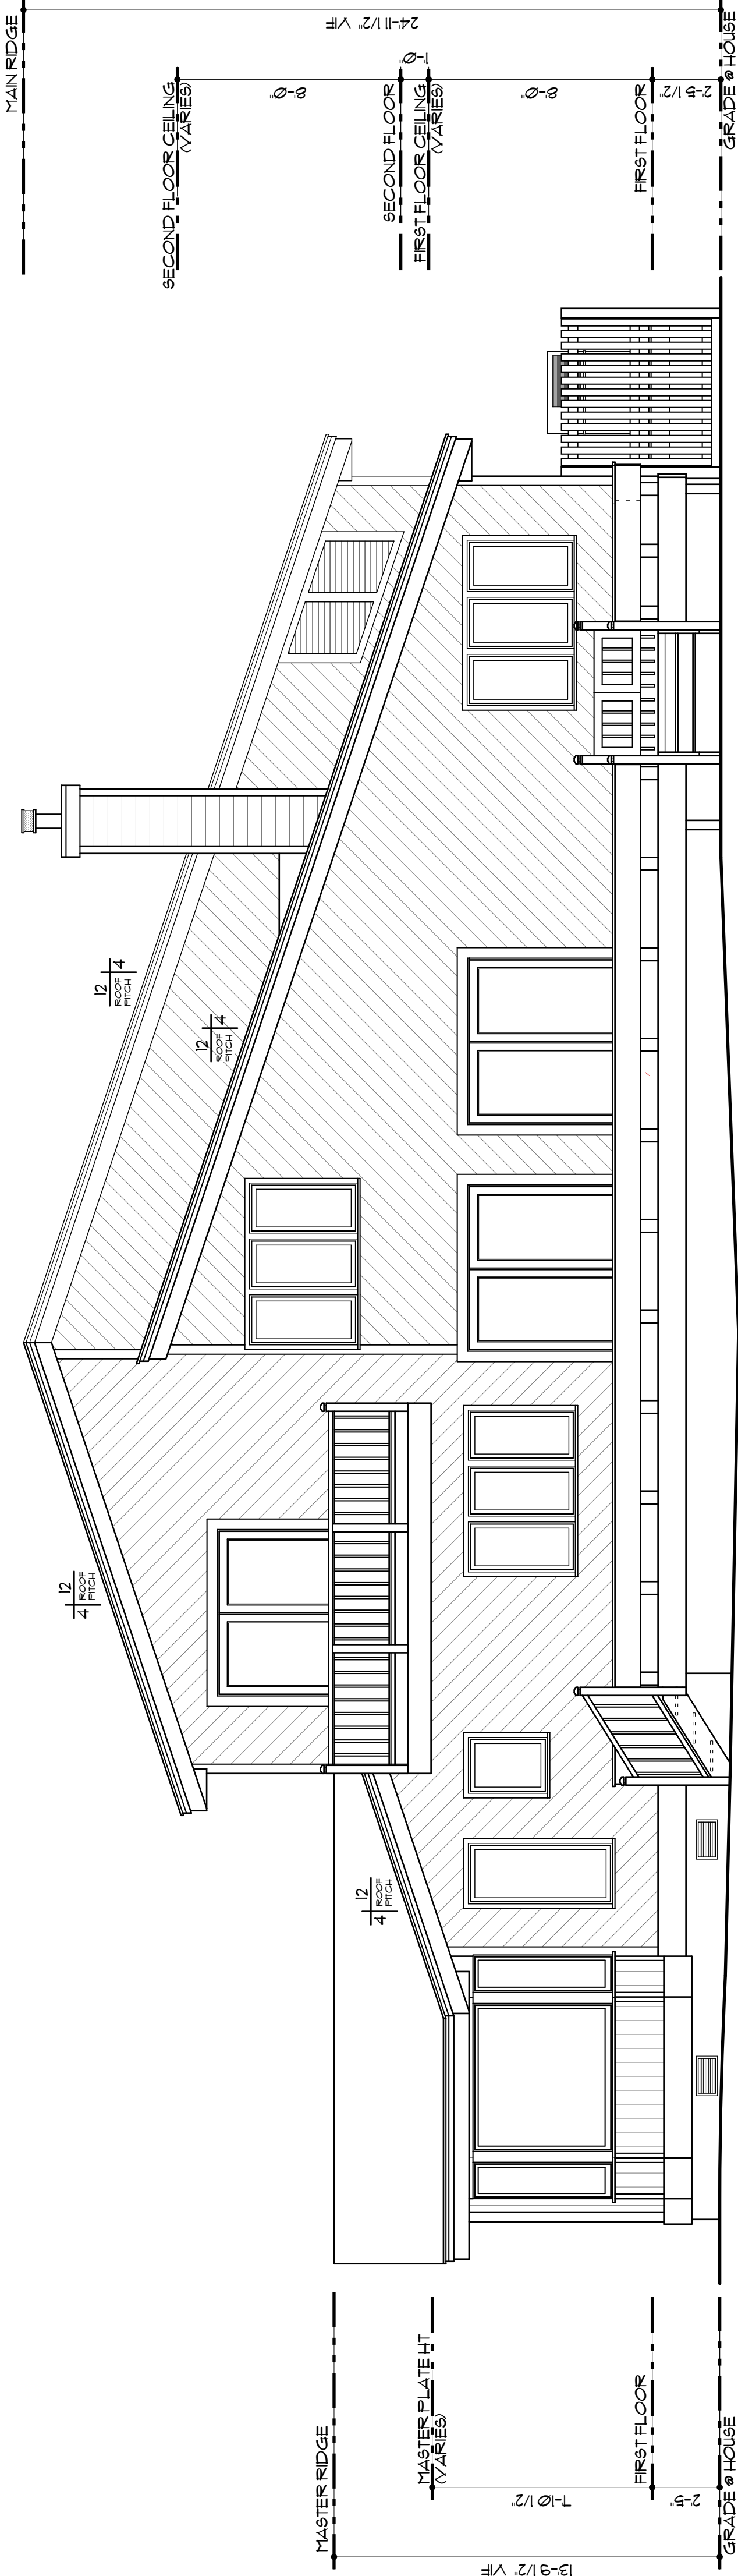 MAIN RIDGE
24'-11 1/2" VIF
SECOND FLOOR CEILING
(VARIES)
8'-0"
SECOND FLOOR
1'-0"
FIRST FLOOR CEILING
(VARIES)
8'-0"
FIRST FLOOR
2'-5 1/2"
GRADE @ HOUSE
12
4
ROOF
PITCH
12
4
ROOF
PITCH
12
4
ROOF
PITCH
12
4
ROOF
PITCH
MASTER RIDGE
13'-9 1/2" VIF
MASTER PLATE HT
(VARIES)
7'-10 1/2"
FIRST FLOOR
2'-5"
GRADE @ HOUSE